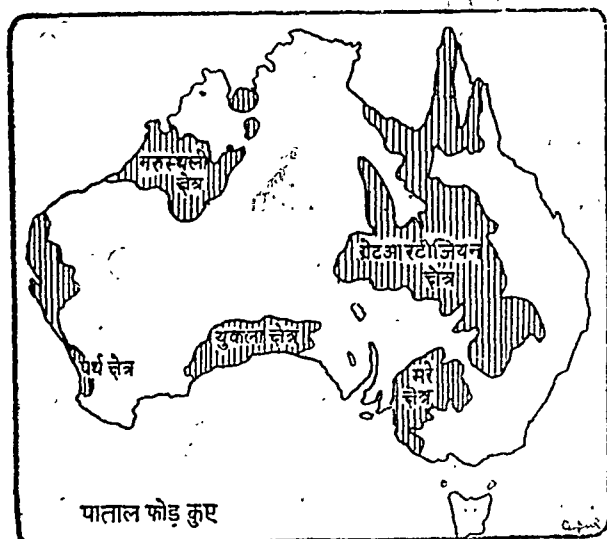 मरुस्थली
क्षेत्र
ग्रेटआरटीजियन
क्षेत्र
युकला क्षेत्र
पर्थ क्षेत्र
मरे
क्षेत्र
पाताल फोड़ कुए